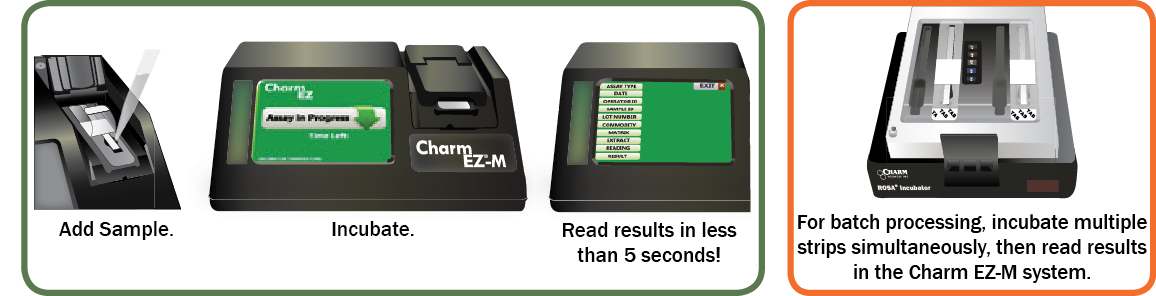 Charm
EZ
Assay In Progress
Time Left:
Charm
EZ®-M
ASSAY TYPE
DATE
OPERATOR ID
SAMPLE ID
LOT NUMBER
COMMODITY
MATRIX
EXTRACT
READING
RESULT
EXIT
CHARM
ROSA® Incubator
Add Sample.
Incubate.
Read results in less
than 5 seconds!
For batch processing, incubate multiple
strips simultaneously, then read results
in the Charm EZ-M system.